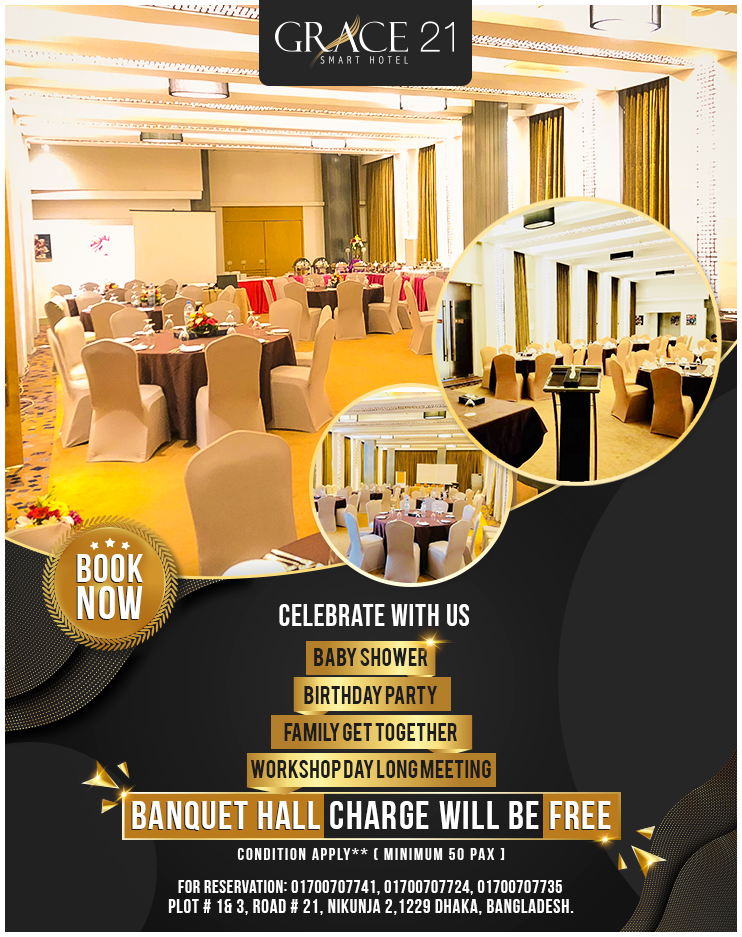 GRACE 21
SMART HOTEL
BOOK
NOW
CELEBRATE WITH US
BABY SHOWER
BIRTHDAY PARTY
FAMILY GET TOGETHER
WORKSHOP DAY LONG MEETING
BANQUET HALL CHARGE WILL BE FREE
CONDITION APPLY** ( MINIMUM 50 PAX )
FOR RESERVATION: 01700707741, 01700707724, 01700707735
PLOT # 1& 3, ROAD # 21, NIKUNJA 2,1229 DHAKA, BANGLADESH.